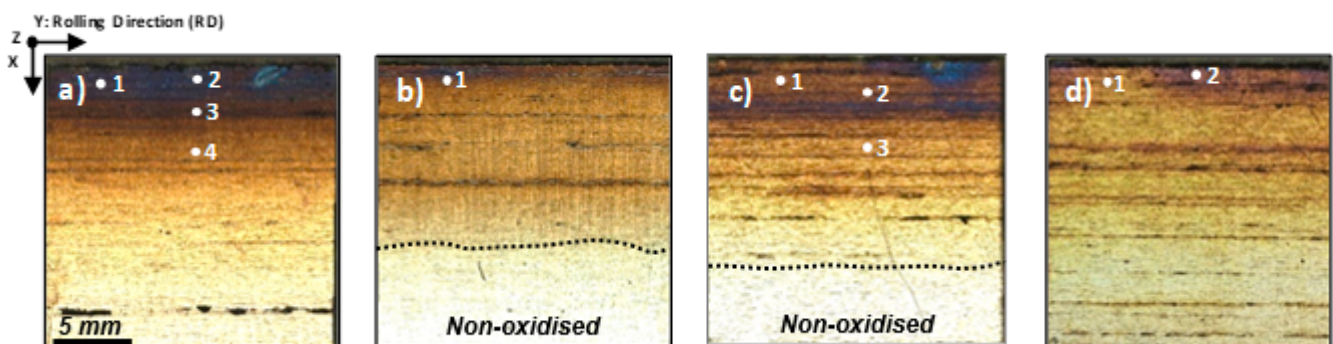 Y: Rolling Direction (RD)
Z
X
a)
1
2
3
4
5 mm
b)
1
Non-oxidised
c)
1
2
3
Non-oxidised
d)
1
2